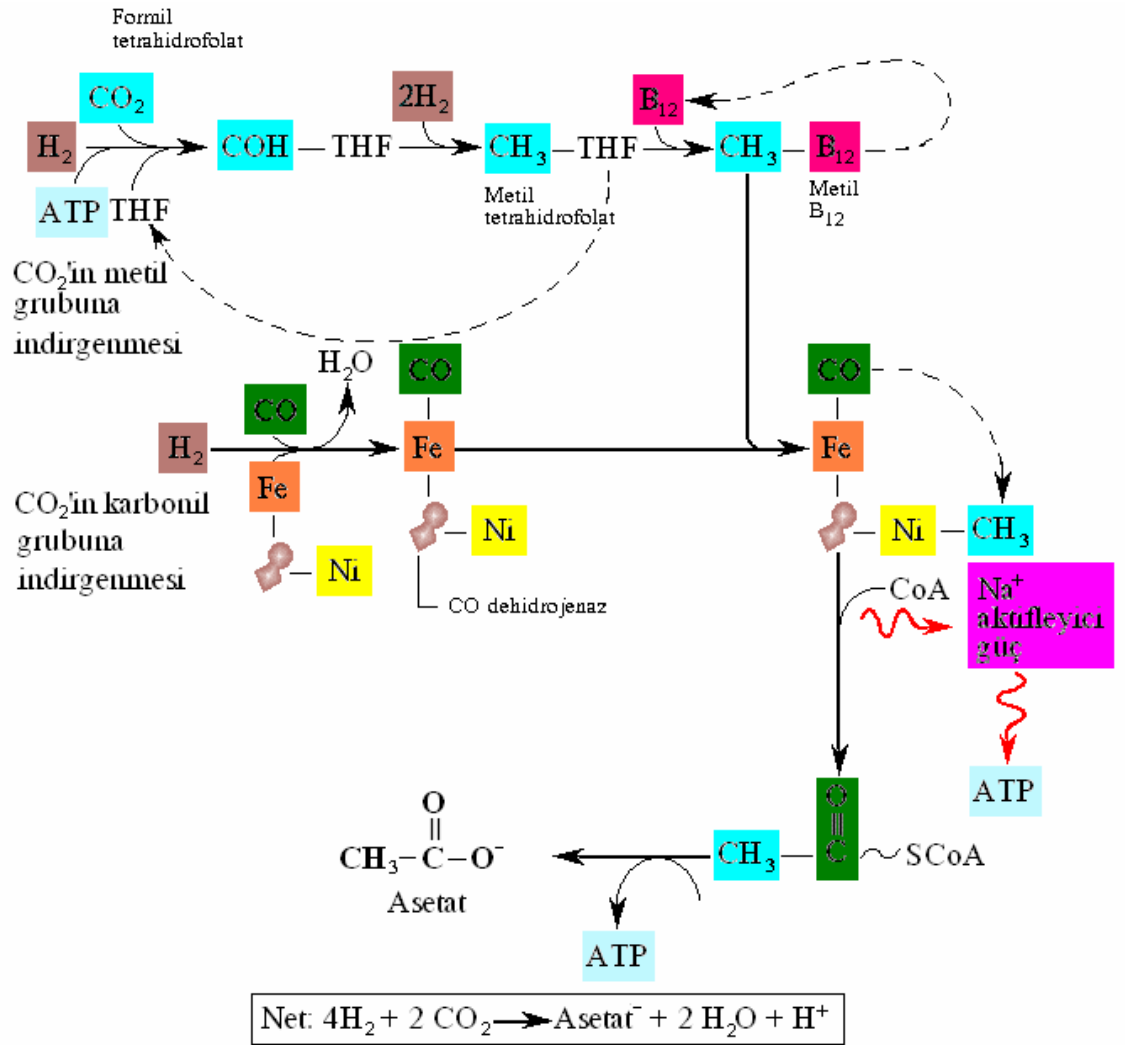 Formil
tetrahidrofolat
CO₂
2H₂
B₁₂
H₂
COH
THF
CH₃
THF
CH₃
B₁₂
ATP
THF
Metil
tetrahidrofolat
Metil
B₁₂
CO₂'in metil
grubuna
indirgenmesi
H₂O
CO
CO
CO
H₂
Fe
Fe
Fe
CO₂'in karbonil
grubuna
indirgenmesi
Ni
Ni
Ni
CH₃
CO dehidrojenaz
CoA
Na⁺
aktıfleyıcı
güç
ATP
O
CH₃–C–O⁻
Asetat
CH₃
O
C
SCoA
ATP
Net: 4H₂ + 2 CO₂ → Asetat⁻ + 2 H₂O + H⁺